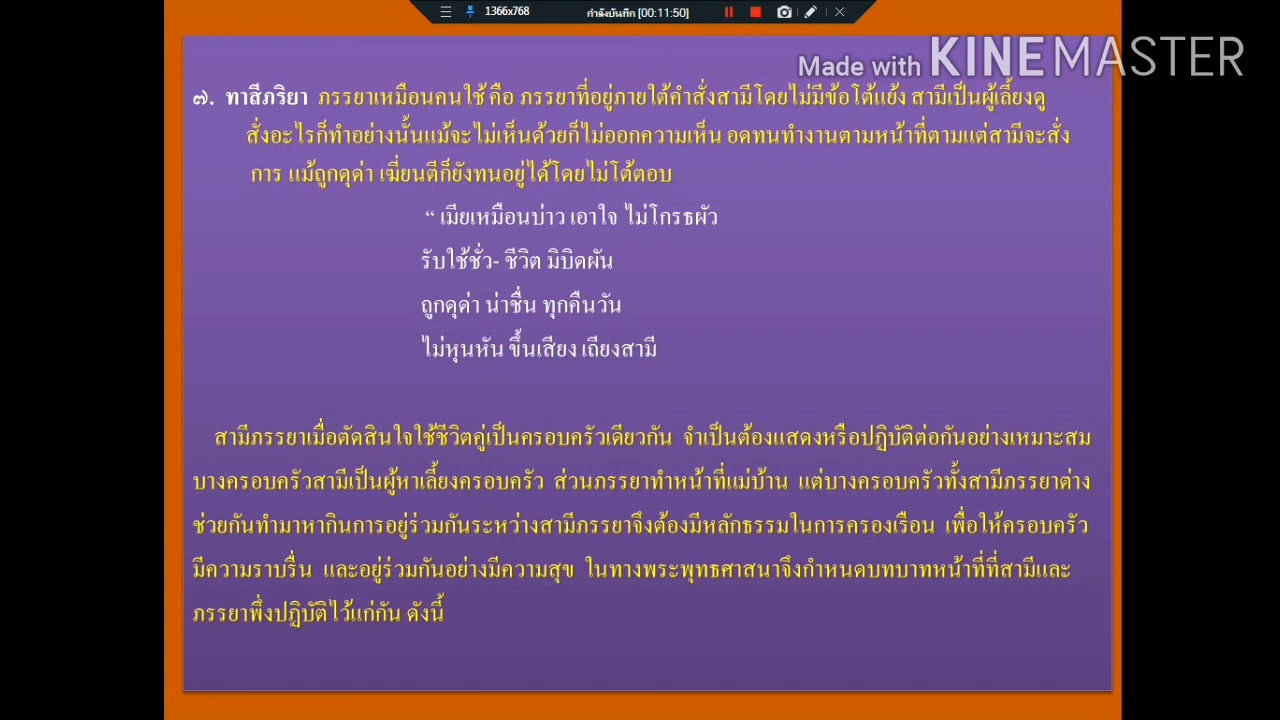 1366x768 กำลังบันทึก [00:11:50]
Made with KINEMASTER
๗. ทาสีภริยา ภรรยาเหมือนคนใช้ คือ ภรรยาที่อยู่ภายใต้คำสั่งสามีโดยไม่มีข้อโต้แย้ง สามีเป็นผู้เลี้ยงดู
สั่งอะไรก็ทำอย่างนั้นแม้จะไม่เห็นด้วยก็ไม่ออกความเห็น อดทนทำงานตามหน้าที่ตามแต่สามีจะสั่ง
การ แม้ถูกดุด่า เฆี่ยนตีก็ยังทนอยู่ได้โดยไม่โต้ตอบ
“ เมียเหมือนบ่าว เอาใจ ไม่โกรธผัว
รับใช้ชั่ว- ชีวิต มิบิดผัน
ถูกดุด่า น่าชื่น ทุกคืนวัน
ไม่หุนหัน ขึ้นเสียง เถียงสามี
สามีภรรยาเมื่อตัดสินใจใช้ชีวิตคู่เป็นครอบครัวเดียวกัน จำเป็นต้องแสดงหรือปฏิบัติต่อกันอย่างเหมาะสม
บางครอบครัวสามีเป็นผู้หาเลี้ยงครอบครัว ส่วนภรรยาทำหน้าที่แม่บ้าน แต่บางครอบครัวทั้งสามีภรรยาต่าง
ช่วยกันทำมาหากินการอยู่ร่วมกันระหว่างสามีภรรยาจึงต้องมีหลักธรรมในการครองเรือน เพื่อให้ครอบครัว
มีความราบรื่น และอยู่ร่วมกันอย่างมีความสุข ในทางพระพุทธศาสนาจึงกำหนดบทบาทหน้าที่ที่สามีและ
ภรรยาพึ่งปฏิบัติไว้แก่กัน ดังนี้